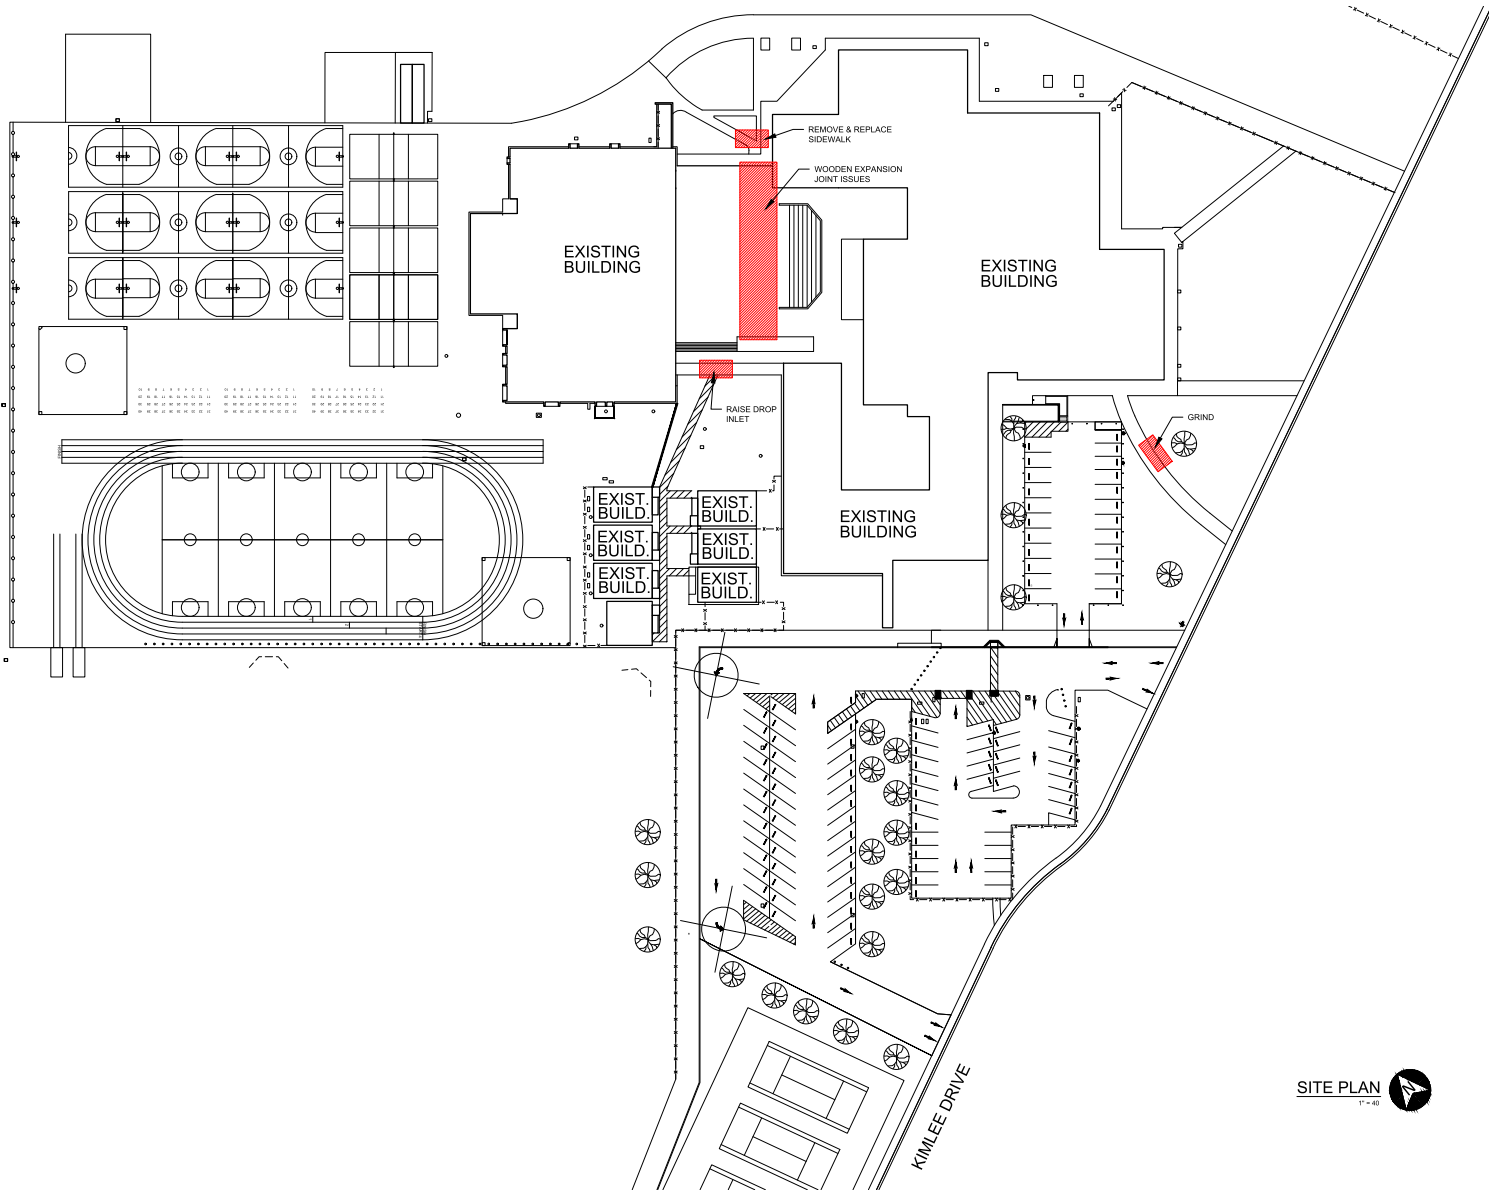 REMOVE & REPLACE
SIDEWALK
WOODEN EXPANSION
JOINT ISSUES
EXISTING
BUILDING
EXISTING
BUILDING
RAISE DROP
INLET
GRIND
EXIST.
BUILD.
EXIST.
BUILD.
EXISTING
BUILDING
EXIST.
BUILD.
EXIST.
BUILD.
EXIST.
BUILD.
EXIST.
BUILD.
KIMLEE DRIVE
SITE PLAN
1" = 40
N